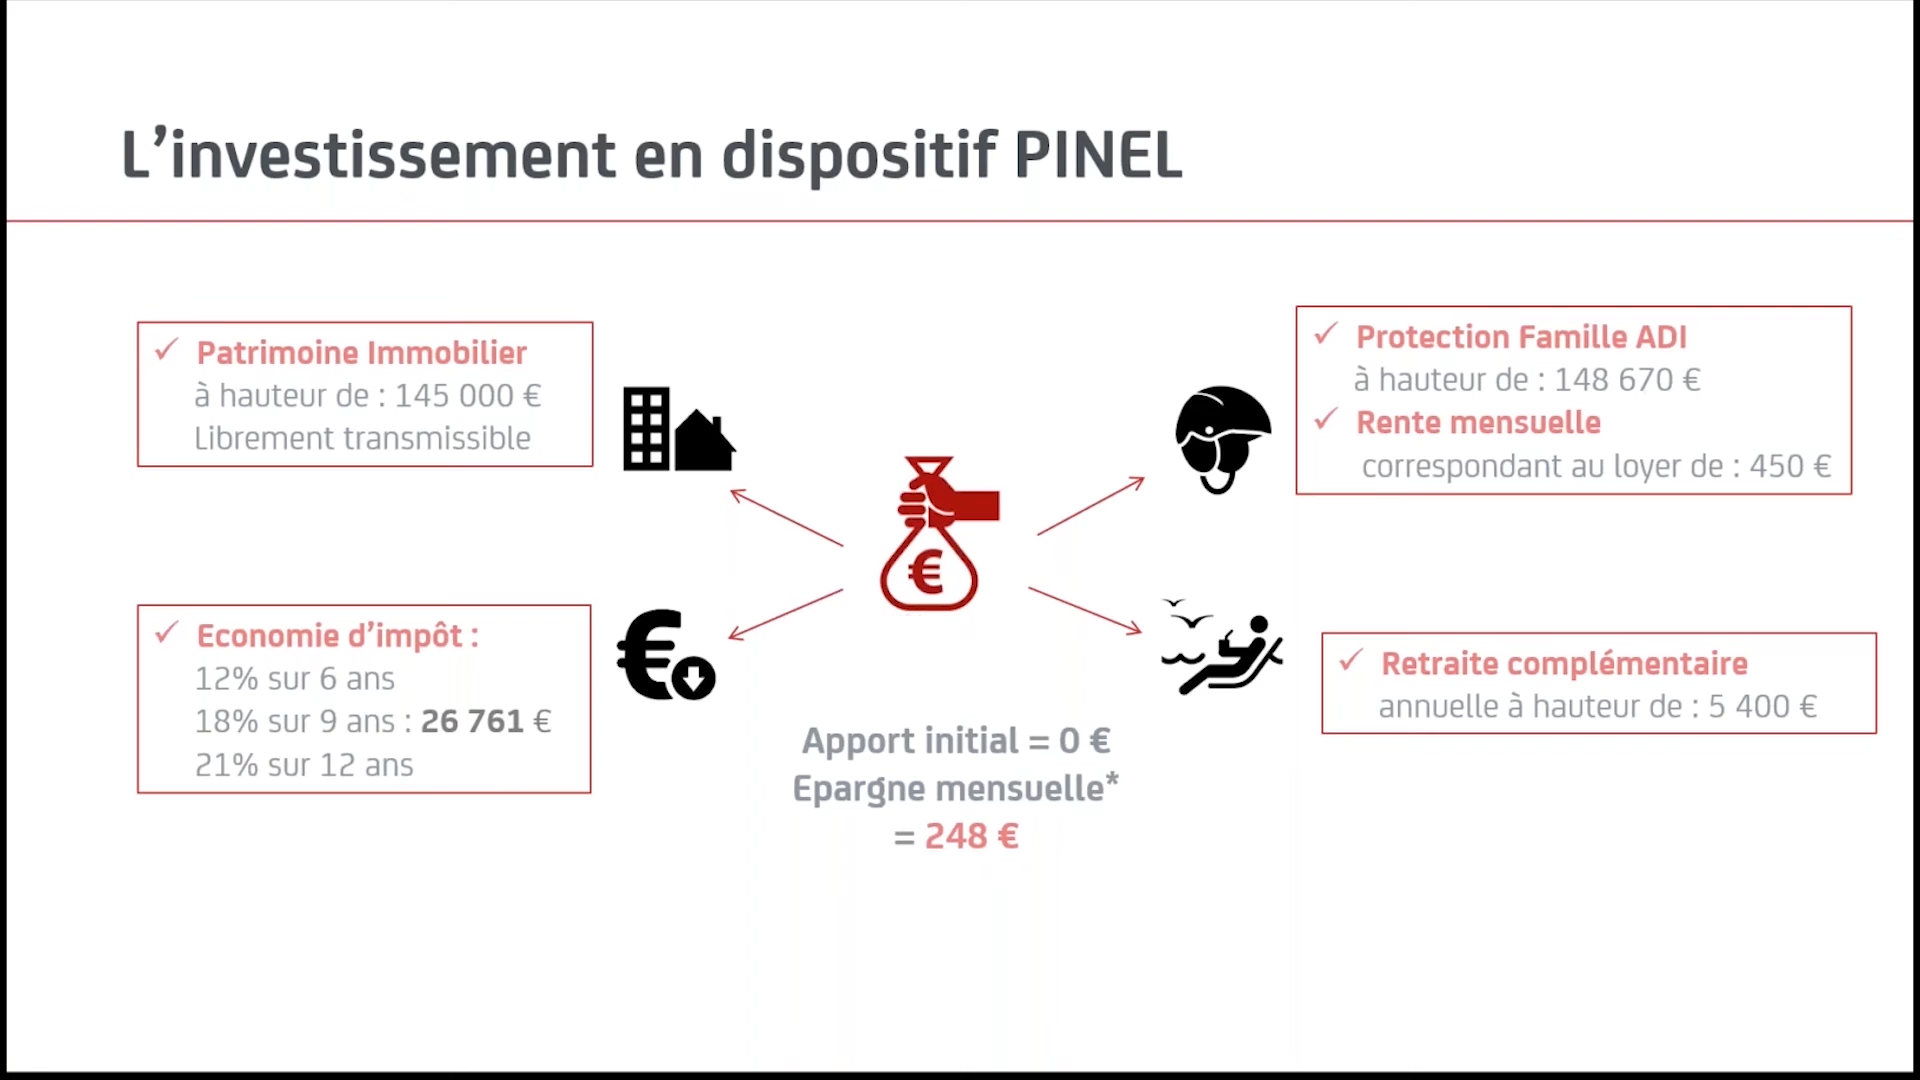 L’investissement en dispositif PINEL
✓ Patrimoine Immobilier
à hauteur de : 145 000 €
Librement transmissible
✓ Protection Famille ADI
à hauteur de : 148 670 €
✓ Rente mensuelle
correspondant au loyer de : 450 €
€
✓ Economie d’impôt :
12% sur 6 ans
18% sur 9 ans : 26 761 €
21% sur 12 ans
€
✓ Retraite complémentaire
annuelle à hauteur de : 5 400 €
Apport initial = 0 €
Epargne mensuelle*
= 248 €